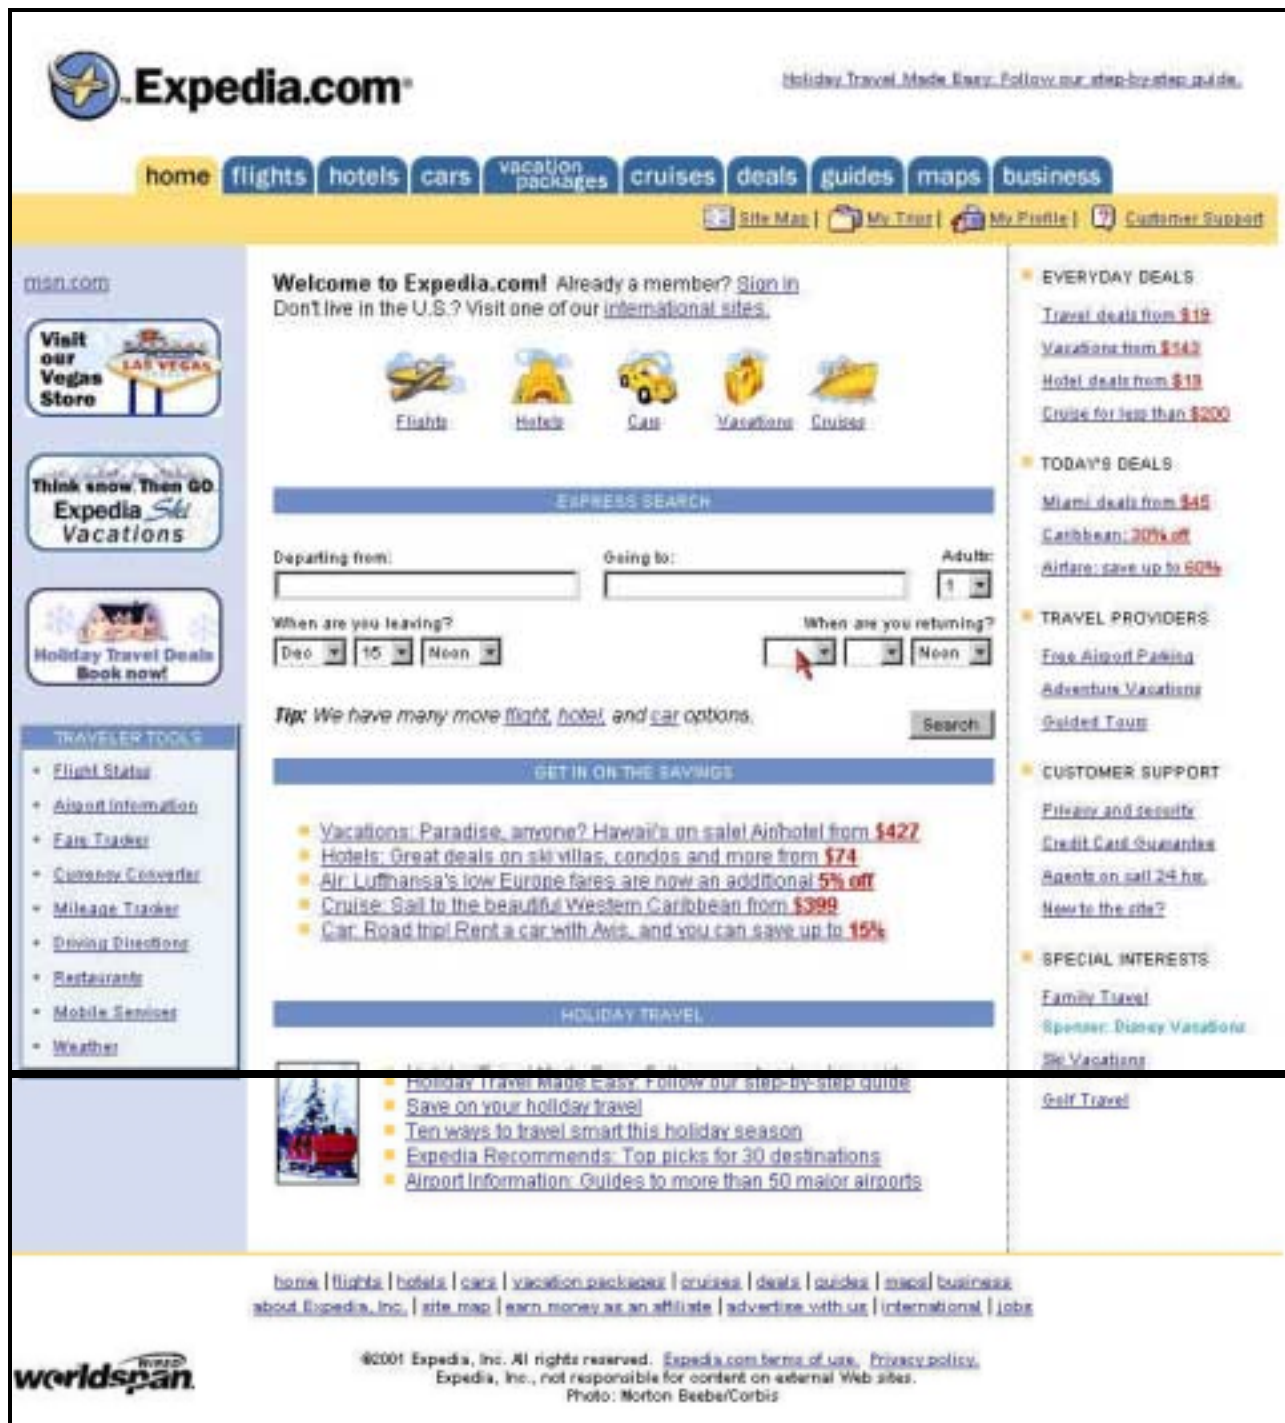 Expedia.com
Holiday Travel Made Easy: Follow our step-by-step guide.
home flights hotels cars vacation packages cruises deals guides maps business
Site Map | My Trips | My Profile | Customer Support
msn.com
Visit our Vegas Store
LAS VEGAS
Think snow. Then GO
Expedia Ski
Vacations
Holiday Travel Deals
Book now!
TRAVELER TOOLS
Flight Status
Airport Information
Fare Tracker
Currency Converter
Mileage Tracker
Driving Directions
Restaurants
Mobile Services
Weather
Welcome to Expedia.com! Already a member? Sign in
Don't live in the U.S.? Visit one of our international sites.
Flights Hotels Cars Vacations Cruises
EXPRESS SEARCH
Departing from: Going to: Adults:
1
When are you leaving? When are you returning?
Dec 15 Noon Noon
Tip: We have many more flight, hotel, and car options.
Search
GET IN ON THE SAVINGS
Vacations: Paradise, anyone? Hawaii's on sale! Air/hotel from $427
Hotels: Great deals on ski villas, condos and more from $74
Air: Lufthansa's low Europe fares are now an additional 5% off
Cruise: Sail to the beautiful Western Caribbean from $399
Car: Road trip! Rent a car with Avis, and you can save up to 15%
HOLIDAY TRAVEL
Holiday Travel Made Easy: Follow our step-by-step guide
Save on your holiday travel
Ten ways to travel smart this holiday season
Expedia Recommends: Top picks for 30 destinations
Airport Information: Guides to more than 50 major airports
EVERYDAY DEALS
Travel deals from $19
Vacations from $143
Hotel deals from $19
Cruise for less than $200
TODAY'S DEALS
Miami deals from $45
Caribbean: 30% off
Airfare: save up to 60%
TRAVEL PROVIDERS
Free Airport Parking
Adventure Vacations
Guided Tours
CUSTOMER SUPPORT
Privacy and security
Credit Card Guarantee
Agents on call 24 hrs.
New to the site?
SPECIAL INTERESTS
Family Travel
Sponsor: Disney Vacations
Ski Vacations
Golf Travel
home | flights | hotels | cars | vacation packages | cruises | deals | guides | maps | business
about Expedia, Inc. | site map | earn money as an affiliate | advertise with us | international | jobs
worldspan
©2001 Expedia, Inc. All rights reserved. Expedia.com terms of use. Privacy policy.
Expedia, Inc., not responsible for content on external Web sites.
Photo: Morton Beebe/Corbis